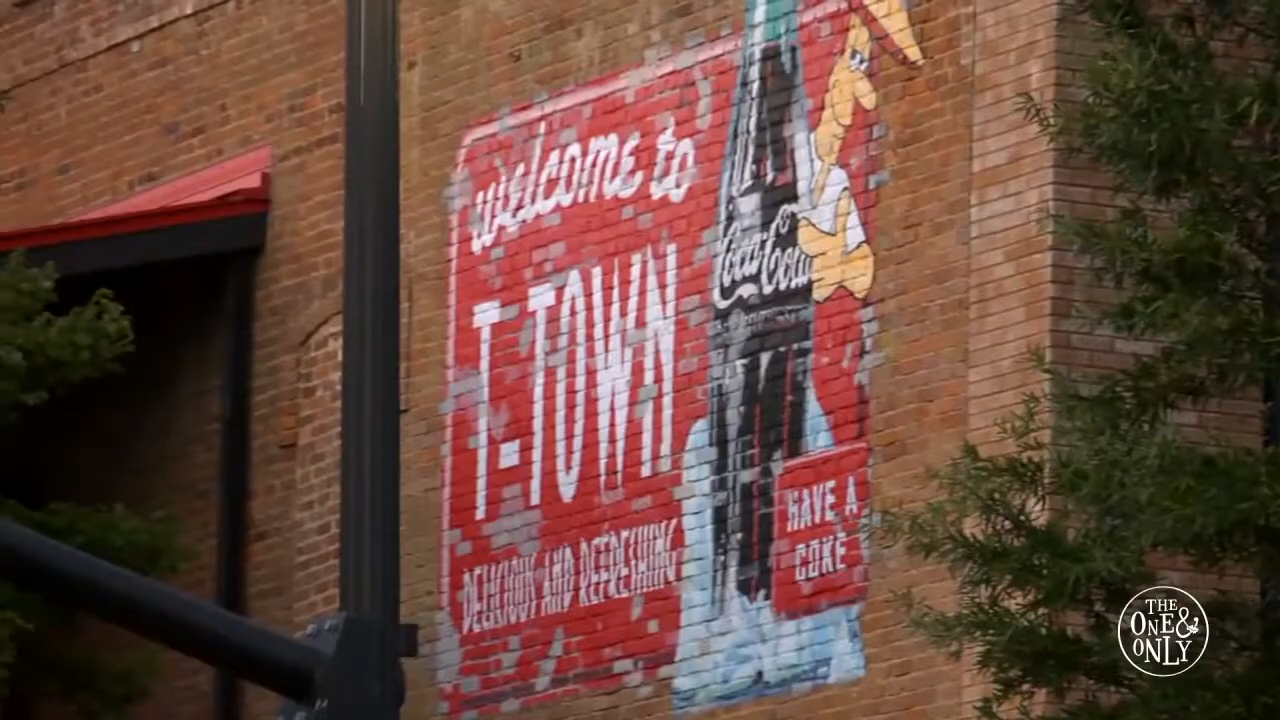 welcome to
T-TOWN
DELICIOUS AND REFRESHING
Coca-Cola
HAVE A
COKE
THE
ONE&
ONLY